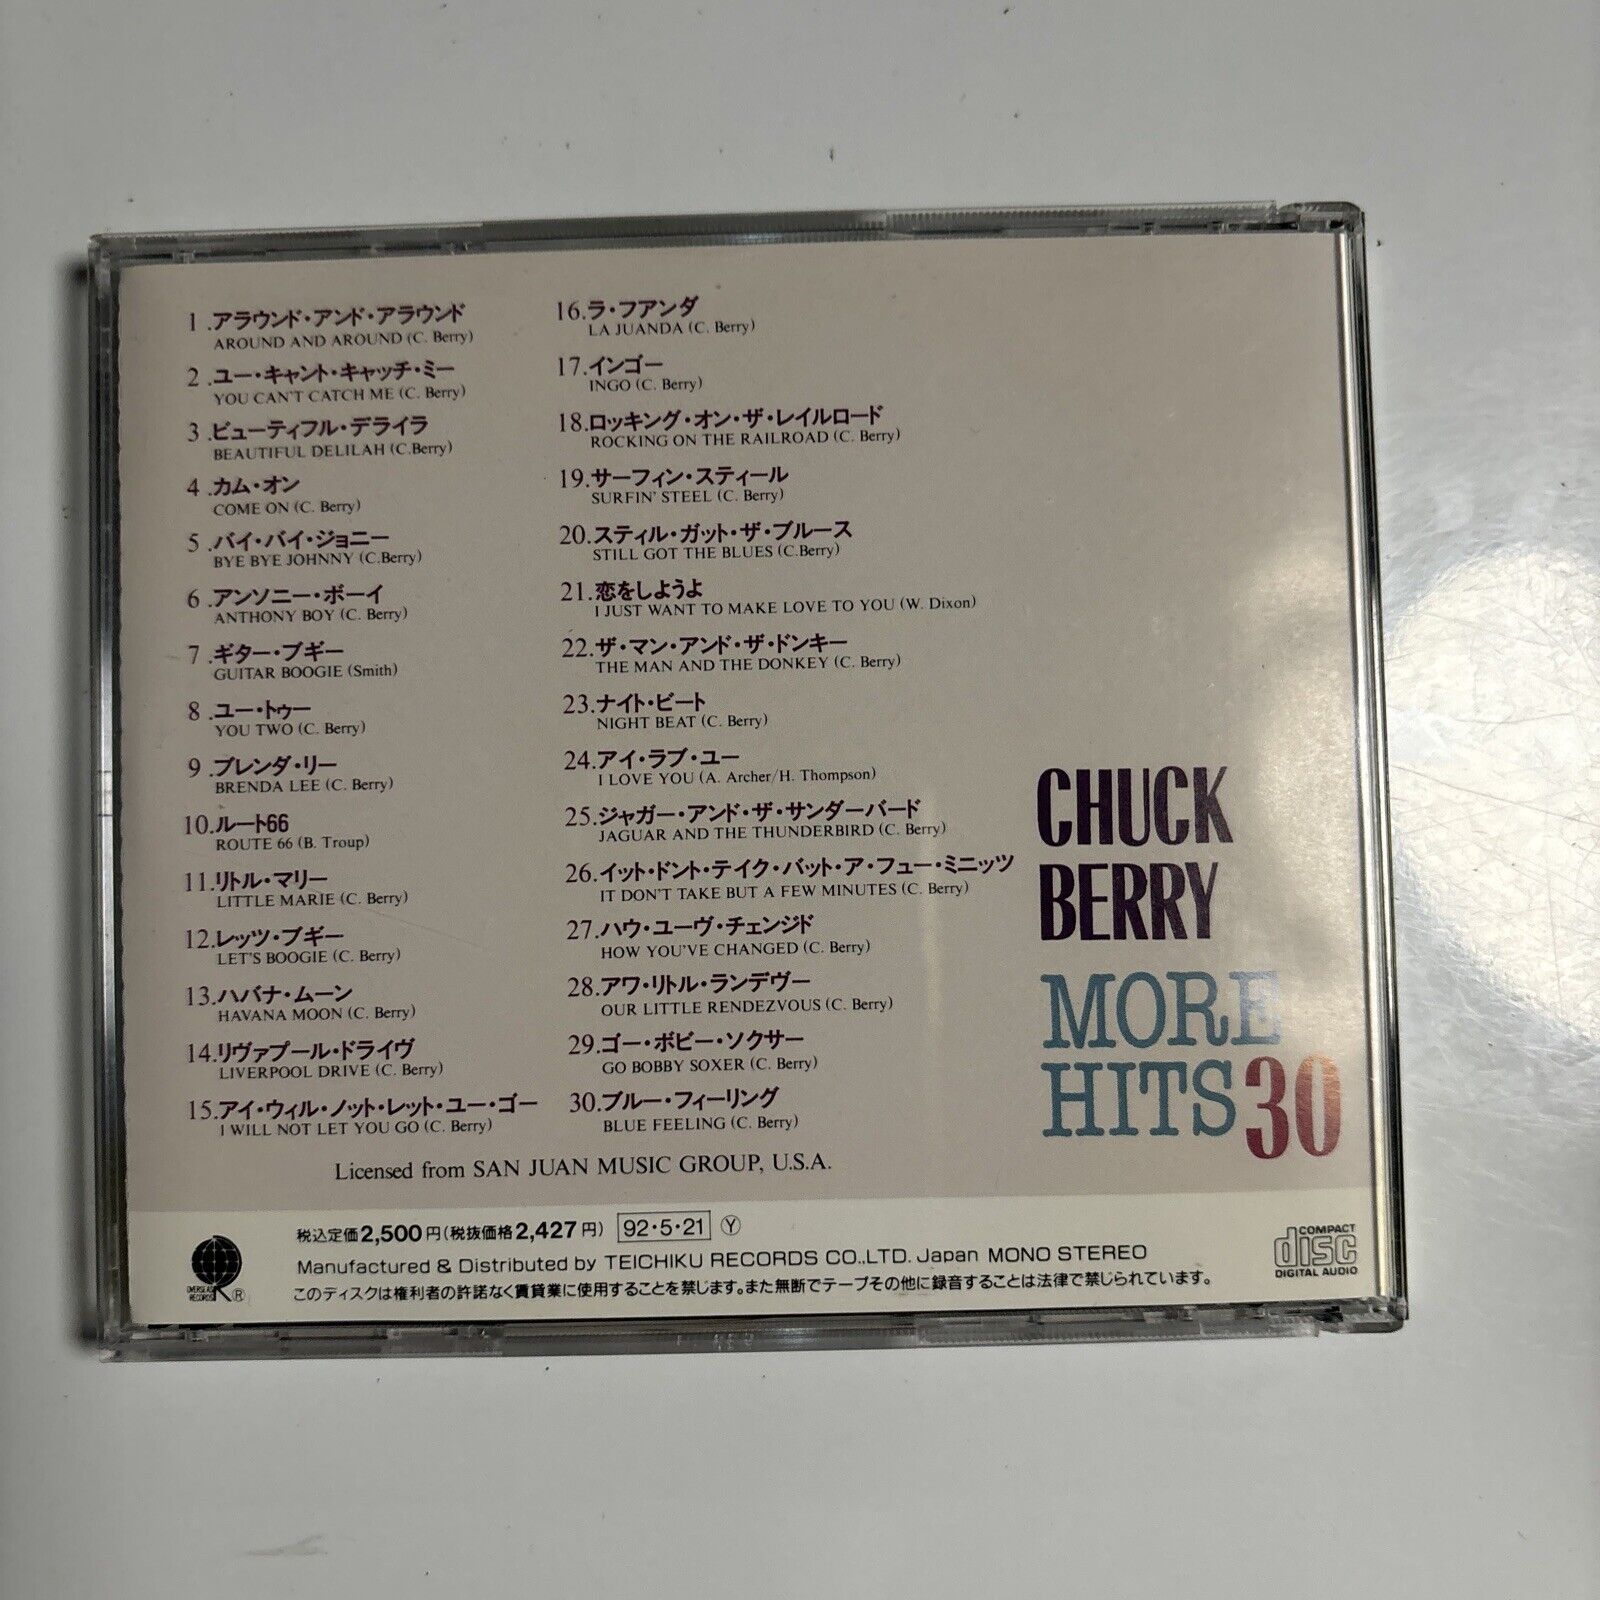 1.アラウンド・アンド・アラウンド
AROUND AND AROUND (C. Berry)
2.ユー・キャント・キャッチ・ミー
YOU CAN'T CATCH ME (C. Berry)
3.ビューティフル・デライラ
BEAUTIFUL DELILAH (C.Berry)
4.カム・オン
COME ON (C. Berry)
5.バイ・バイ・ジョニー
BYE BYE JOHNNY (C.Berry)
6.アンソニー・ボーイ
ANTHONY BOY (C. Berry)
7.ギター・ブギー
GUITAR BOOGIE (Smith)
8.ユー・トゥー
YOU TWO (C. Berry)
9.ブレンダ・リー
BRENDA LEE (C. Berry)
10.ルート66
ROUTE 66 (B. Troup)
11.リトル・マリー
LITTLE MARIE (C. Berry)
12.レッツ・ブギー
LET'S BOOGIE (C. Berry)
13.ハバナ・ムーン
HAVANA MOON (C. Berry)
14.リヴァプール・ドライヴ
LIVERPOOL DRIVE (C. Berry)
15.アイ・ウィル・ノット・レット・ユー・ゴー
I WILL NOT LET YOU GO (C. Berry)
16.ラ・フアンダ
LA JUANDA (C. Berry)
17.インゴー
INGO (C. Berry)
18.ロッキング・オン・ザ・レイルロード
ROCKING ON THE RAILROAD (C. Berry)
19.サーフィン・スティール
SURFIN' STEEL (C. Berry)
20.スティル・ガット・ザ・ブルース
STILL GOT THE BLUES (C.Berry)
21.恋をしようよ
I JUST WANT TO MAKE LOVE TO YOU (W. Dixon)
22.ザ・マン・アンド・ザ・ドンキー
THE MAN AND THE DONKEY (C. Berry)
23.ナイト・ビート
NIGHT BEAT (C. Berry)
24.アイ・ラブ・ユー
I LOVE YOU (A. Archer/H. Thompson)
25.ジャガー・アンド・ザ・サンダーバード
JAGUAR AND THE THUNDERBIRD (C. Berry)
26.イット・ドント・テイク・バット・ア・フュー・ミニッツ
IT DON'T TAKE BUT A FEW MINUTES (C. Berry)
27.ハウ・ユーヴ・チェンジド
HOW YOU'VE CHANGED (C. Berry)
28.アワ・リトル・ランデヴー
OUR LITTLE RENDEZVOUS (C. Berry)
29.ゴー・ボビー・ソクサー
GO BOBBY SOXER (C. Berry)
30.ブルー・フィーリング
BLUE FEELING (C. Berry)
CHUCK
BERRY
MORE
HITS30
Licensed from SAN JUAN MUSIC GROUP, U.S.A.
税込定価2,500円(税抜価格2,427円) 92・5・21 Ⓨ
Manufactured & Distributed by TEICHIKU RECORDS CO.,LTD. Japan MONO STEREO
このディスクは権利者の許諾なく賃貸業に使用することを禁じます。また無断でテープその他に録音することは法律で禁じられています。
OVERSEAS
RECORDS ®
COMPACT
disc
DIGITAL AUDIO